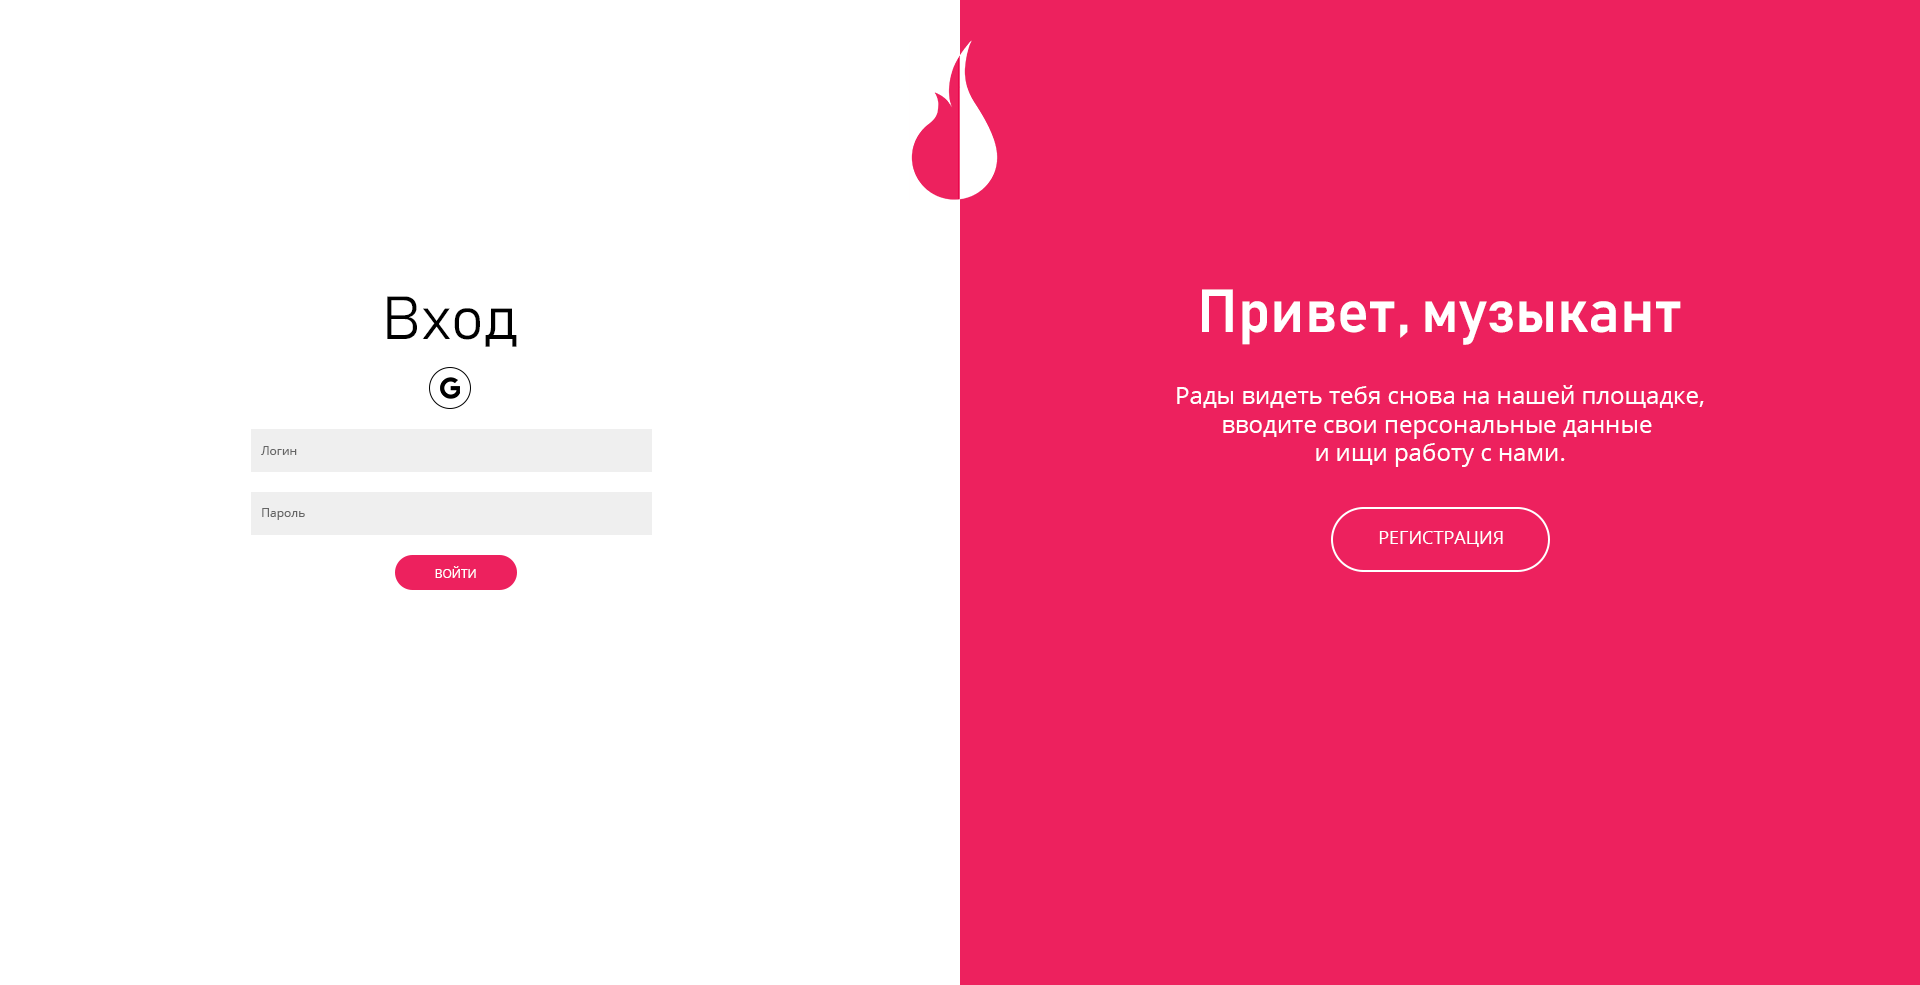 Вход
G
Логин
Пароль
ВОЙТИ
Привет, музыкант
Рады видеть тебя снова на нашей площадке,
вводите свои персональные данные
и ищи работу с нами.
РЕГИСТРАЦИЯ